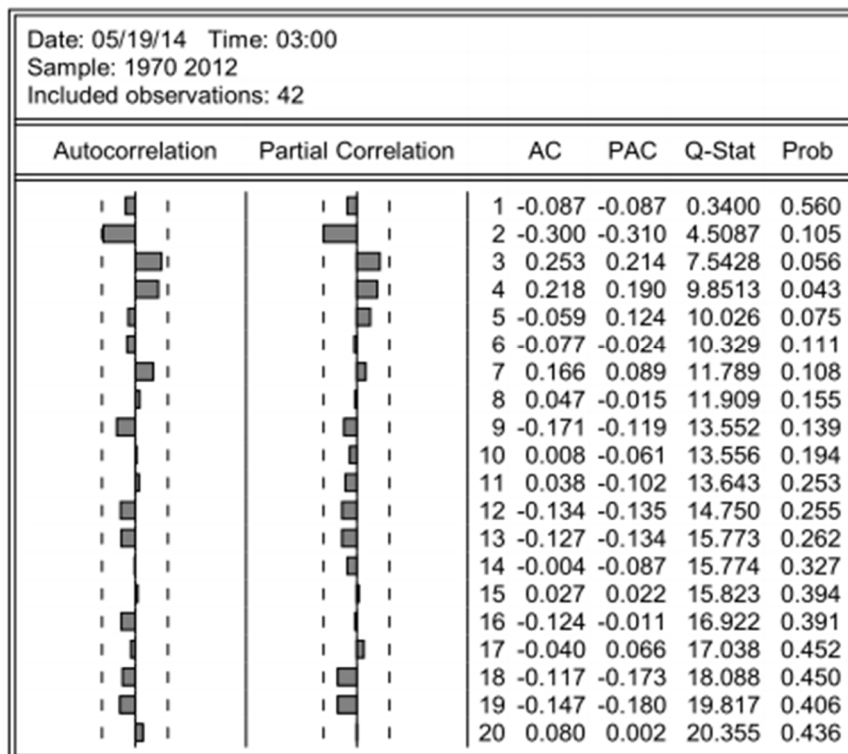 Date: 05/19/14 Time: 03:00
Sample: 1970 2012
Included observations: 42
Autocorrelation Partial Correlation AC PAC Q-Stat Prob
1 -0.087 -0.087 0.3400 0.560
2 -0.300 -0.310 4.5087 0.105
3 0.253 0.214 7.5428 0.056
4 0.218 0.190 9.8513 0.043
5 -0.059 0.124 10.026 0.075
6 -0.077 -0.024 10.329 0.111
7 0.166 0.089 11.789 0.108
8 0.047 -0.015 11.909 0.155
9 -0.171 -0.119 13.552 0.139
10 0.008 -0.061 13.556 0.194
11 0.038 -0.102 13.643 0.253
12 -0.134 -0.135 14.750 0.255
13 -0.127 -0.134 15.773 0.262
14 -0.004 -0.087 15.774 0.327
15 0.027 0.022 15.823 0.394
16 -0.124 -0.011 16.922 0.391
17 -0.040 0.066 17.038 0.452
18 -0.117 -0.173 18.088 0.450
19 -0.147 -0.180 19.817 0.406
20 0.080 0.002 20.355 0.436